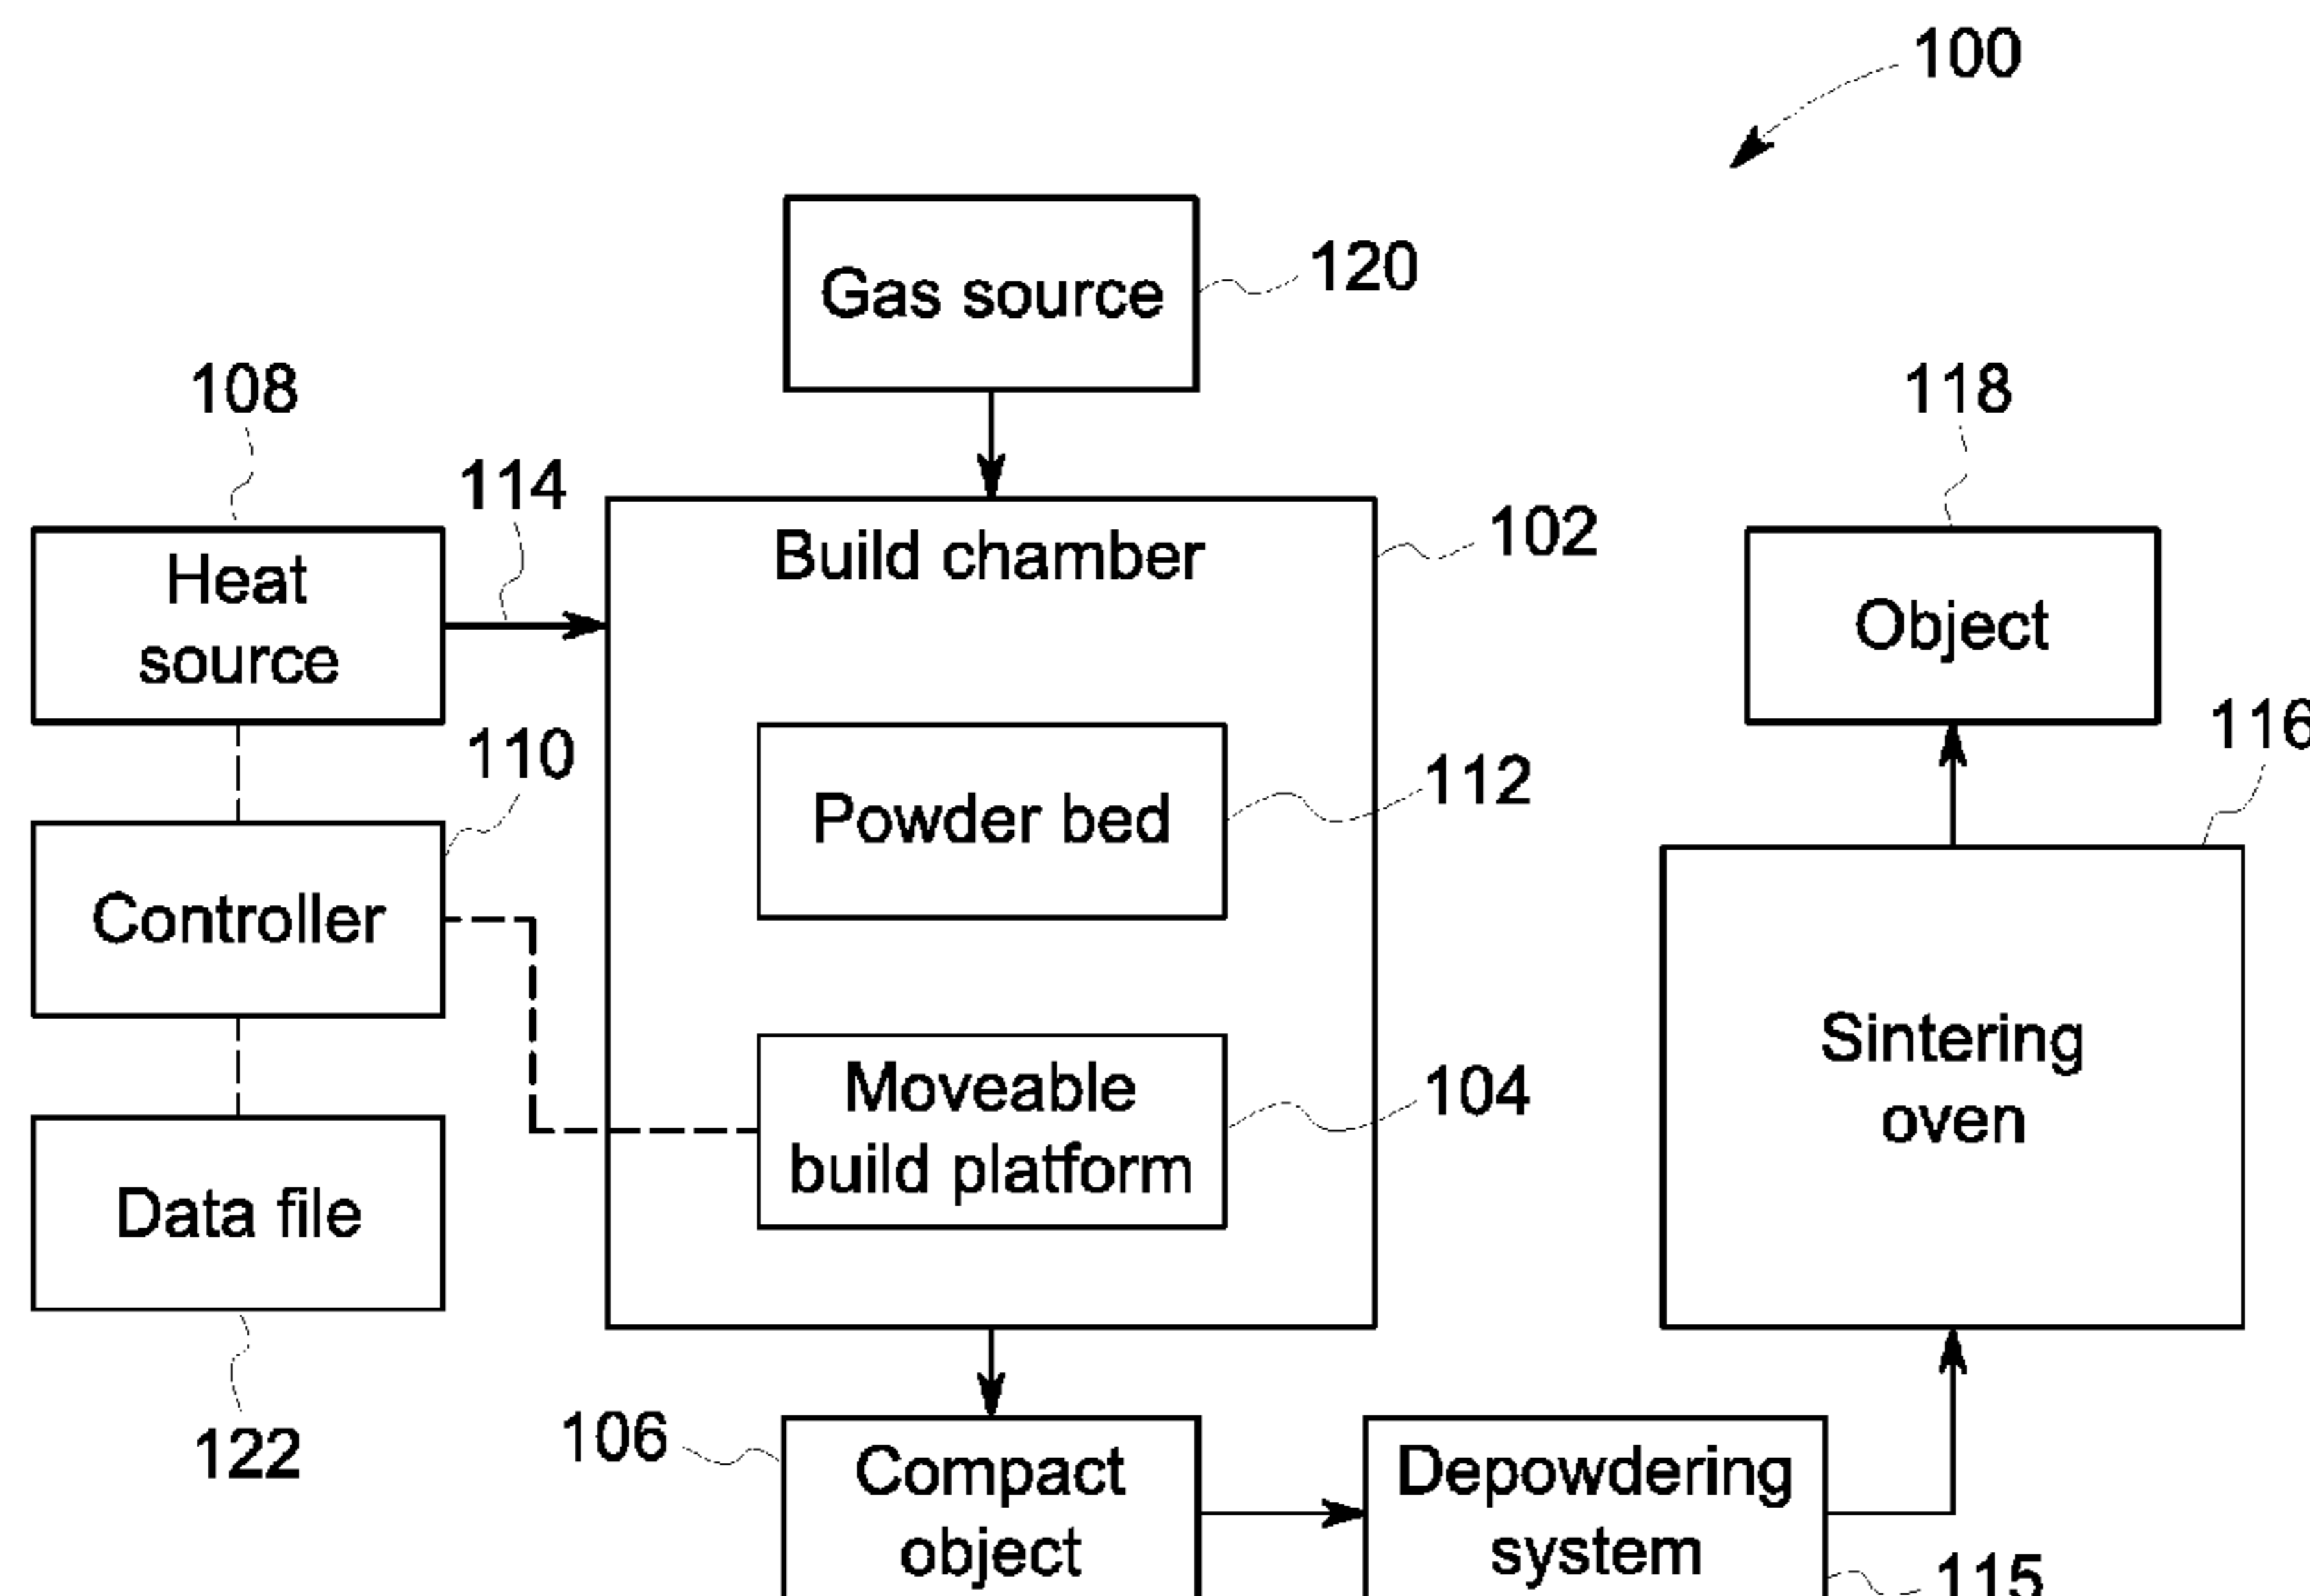 100
Gas source
120
108
114
118
Build chamber
102
Heat
source
Object
110
116
Powder bed
112
Controller
Sintering
oven
Moveable
build platform
104
Data file
122
106
Compact
object
Depowdering
system
115